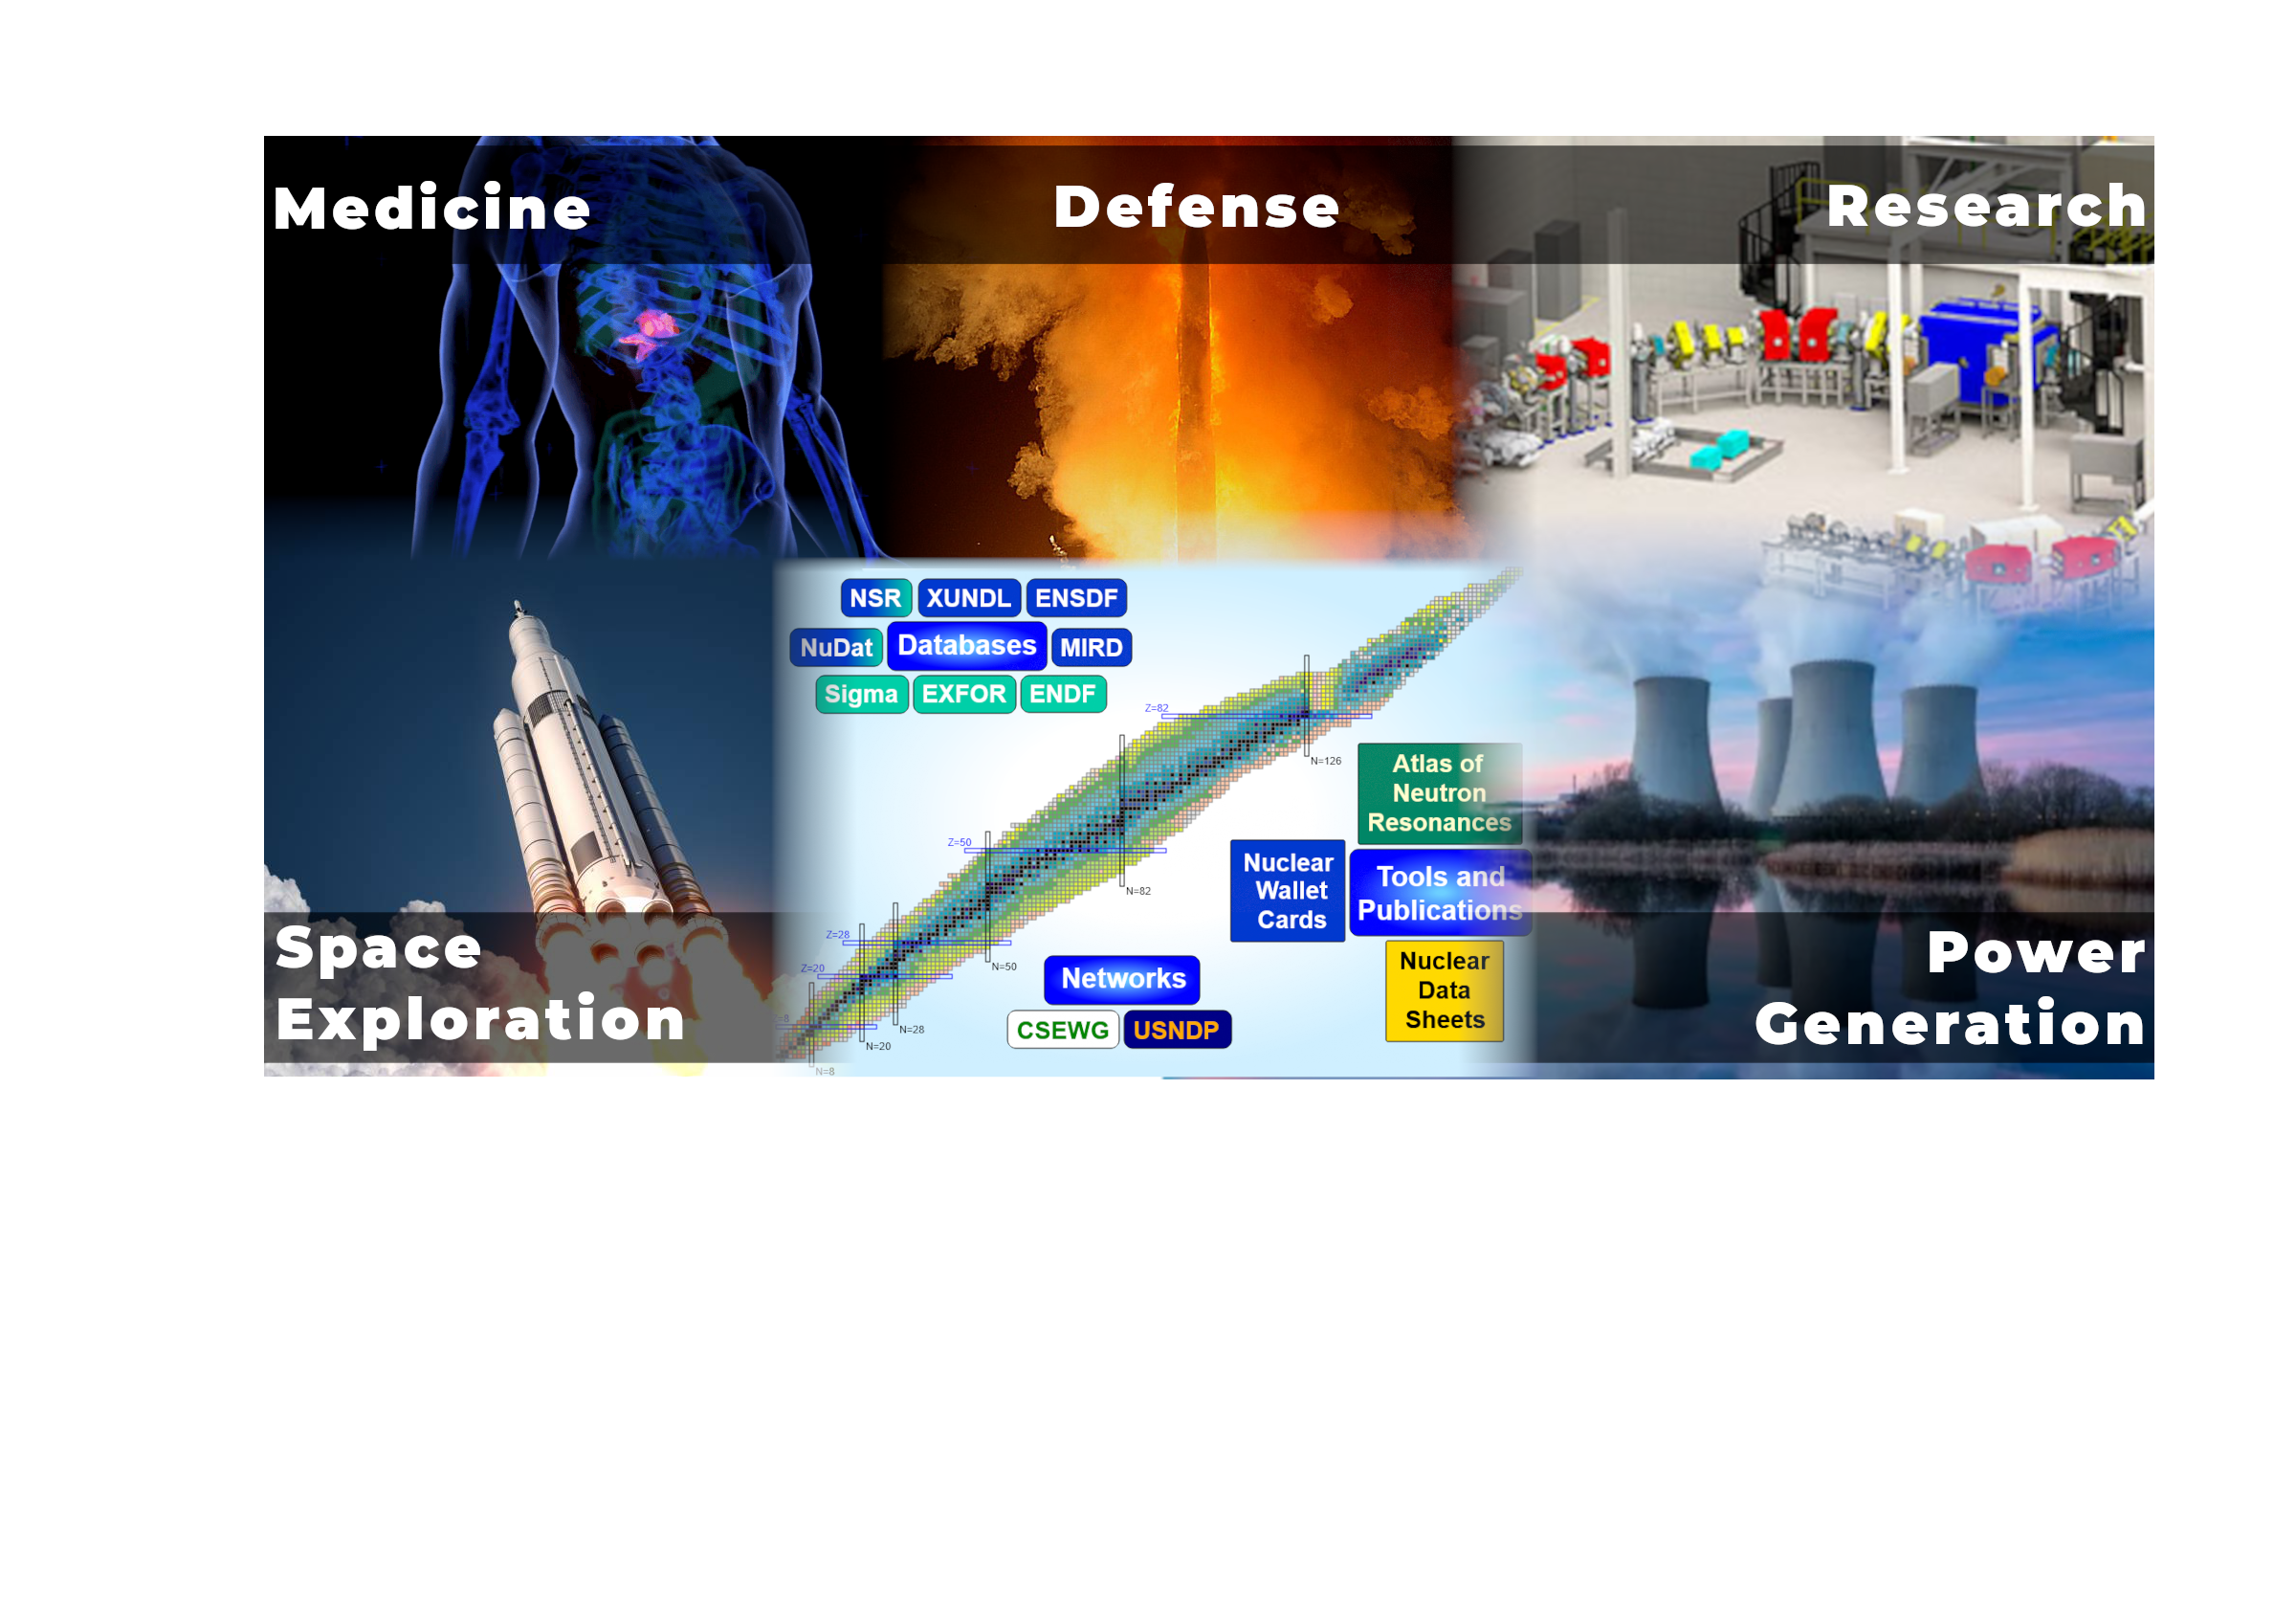 Medicine
Defense
Research
NSR
XUNDL
ENSDF
NuDat
Databases
MIRD
Sigma
EXFOR
ENDF
Z=82
N=126
Z=50
N=82
Z=28
N=50
Z=20
N=28
N=20
=8
N=8
Atlas of
Neutron
Resonances
Nuclear
Wallet
Cards
Tools and
Publications
Nuclear
Data
Sheets
Networks
CSEWG
USNDP
Space
Exploration
Power
Generation